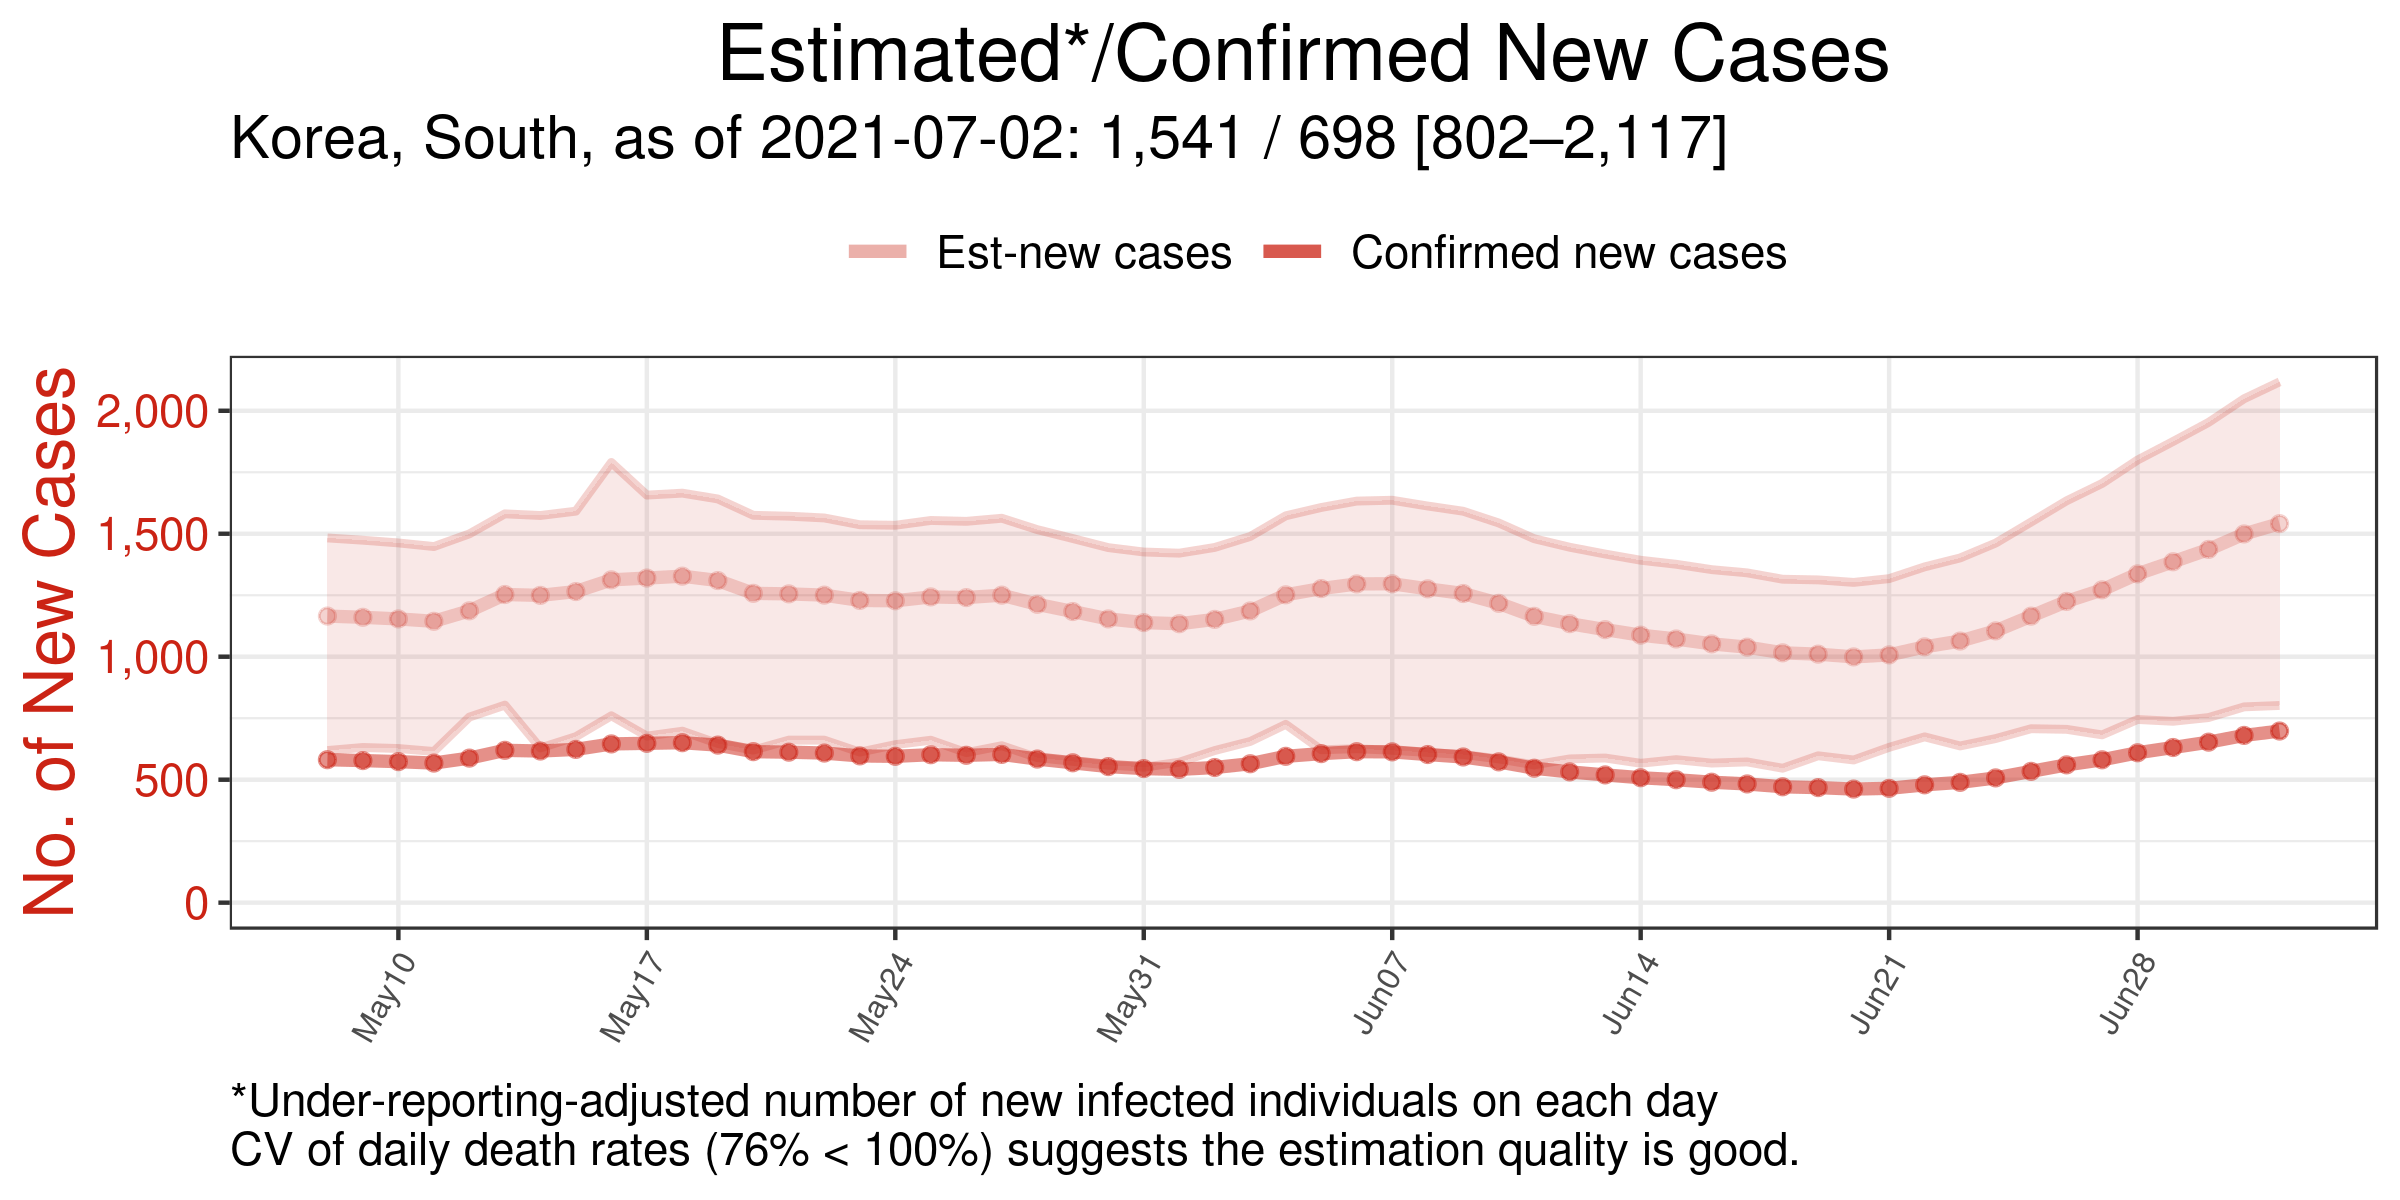 Estimated*/Confirmed New Cases
Korea, South, as of 2021-07-02: 1,541 / 698 [802–2,117]
Est-new cases Confirmed new cases
No. of New Cases
2,000
1,500
1,000
500
0
May10 May17 May24 May31 Jun07 Jun14 Jun21 Jun28
*Under-reporting-adjusted number of new infected individuals on each day
CV of daily death rates (76% < 100%) suggests the estimation quality is good.